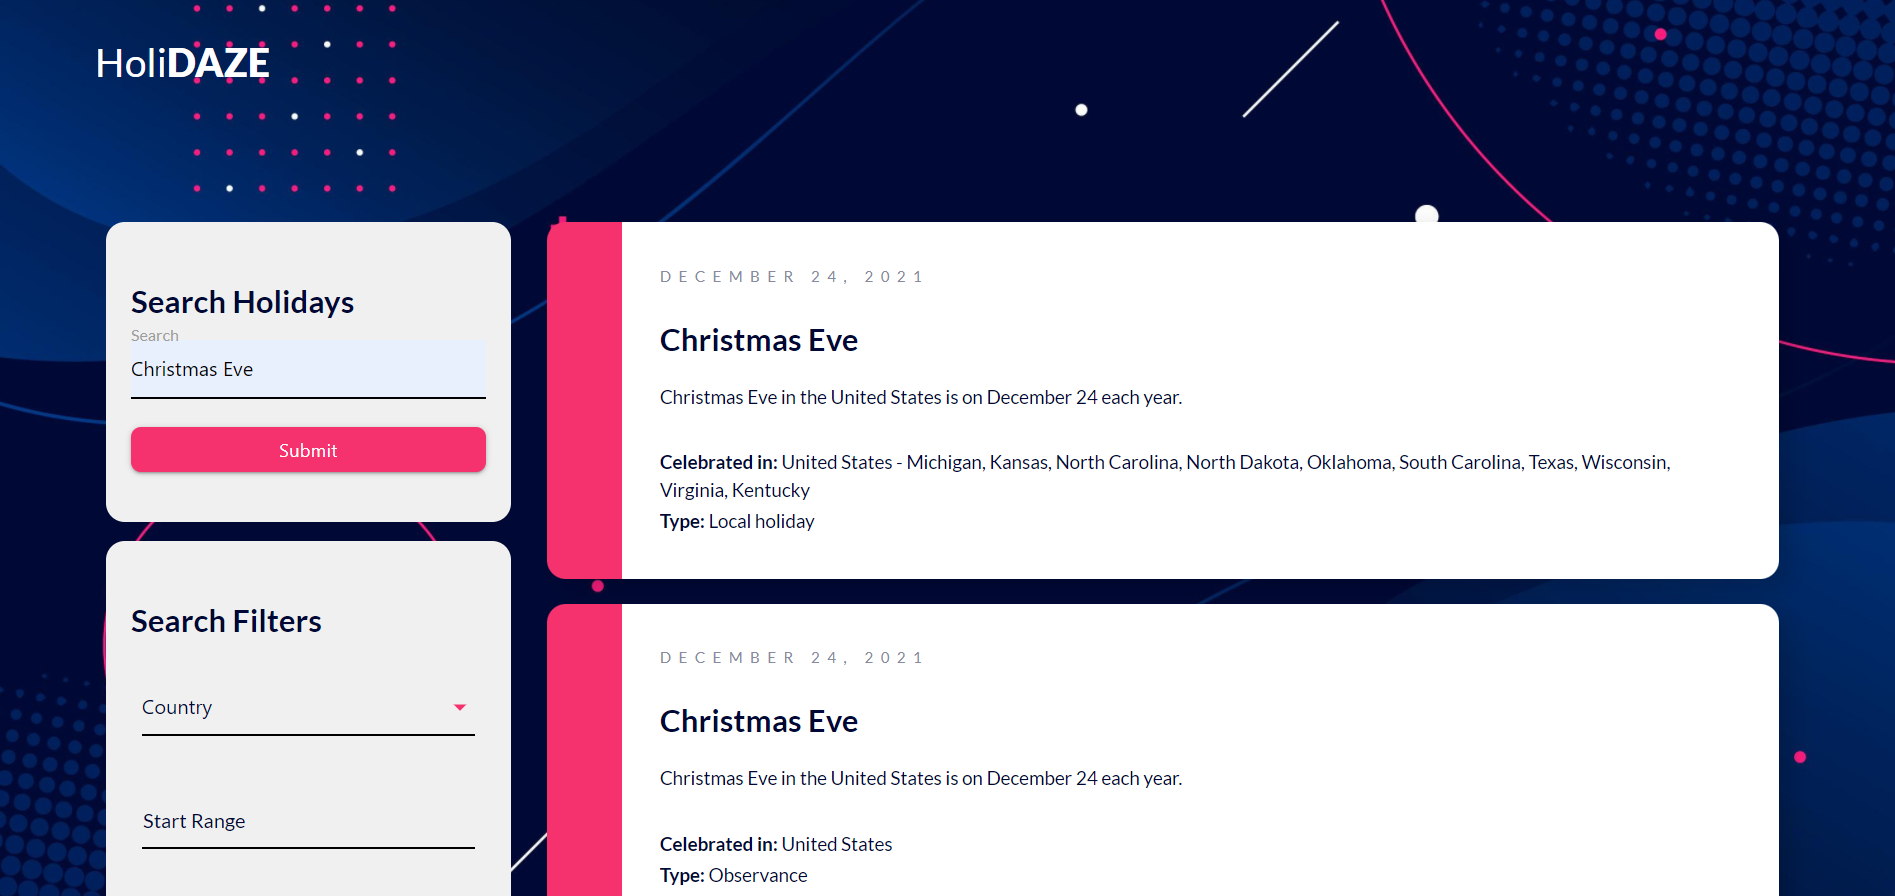 HoliDAZE
Search Holidays
Search
Christmas Eve
Submit
Search Filters
Country
Start Range
DECEMBER 24, 2021
Christmas Eve
Christmas Eve in the United States is on December 24 each year.
Celebrated in: United States - Michigan, Kansas, North Carolina, North Dakota, Oklahoma, South Carolina, Texas, Wisconsin,
Virginia, Kentucky
Type: Local holiday
DECEMBER 24, 2021
Christmas Eve
Christmas Eve in the United States is on December 24 each year.
Celebrated in: United States
Type: Observance